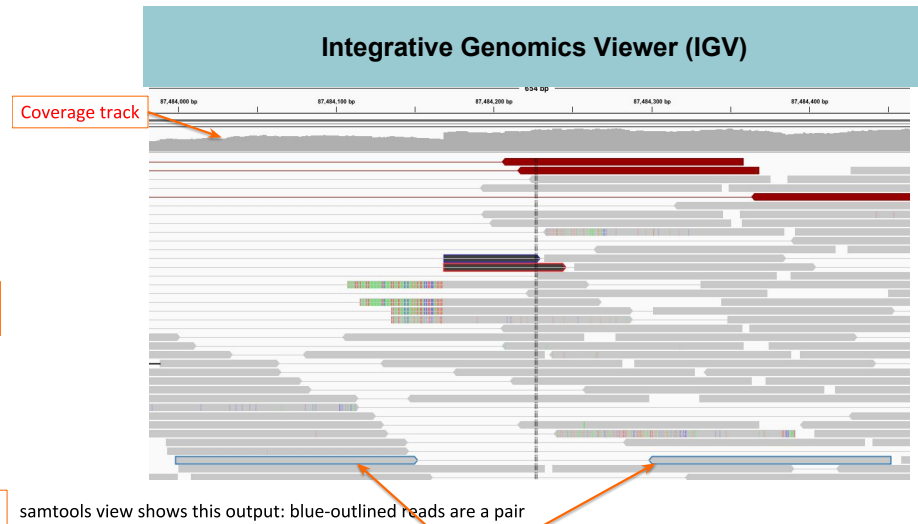 Integrative Genomics Viewer (IGV)
654 bp
87,484,000 bp 87,484,100 bp 87,484,200 bp 87,484,300 bp 87,484,400 bp
Coverage track
samtools view shows this output: blue-outlined reads are a pair